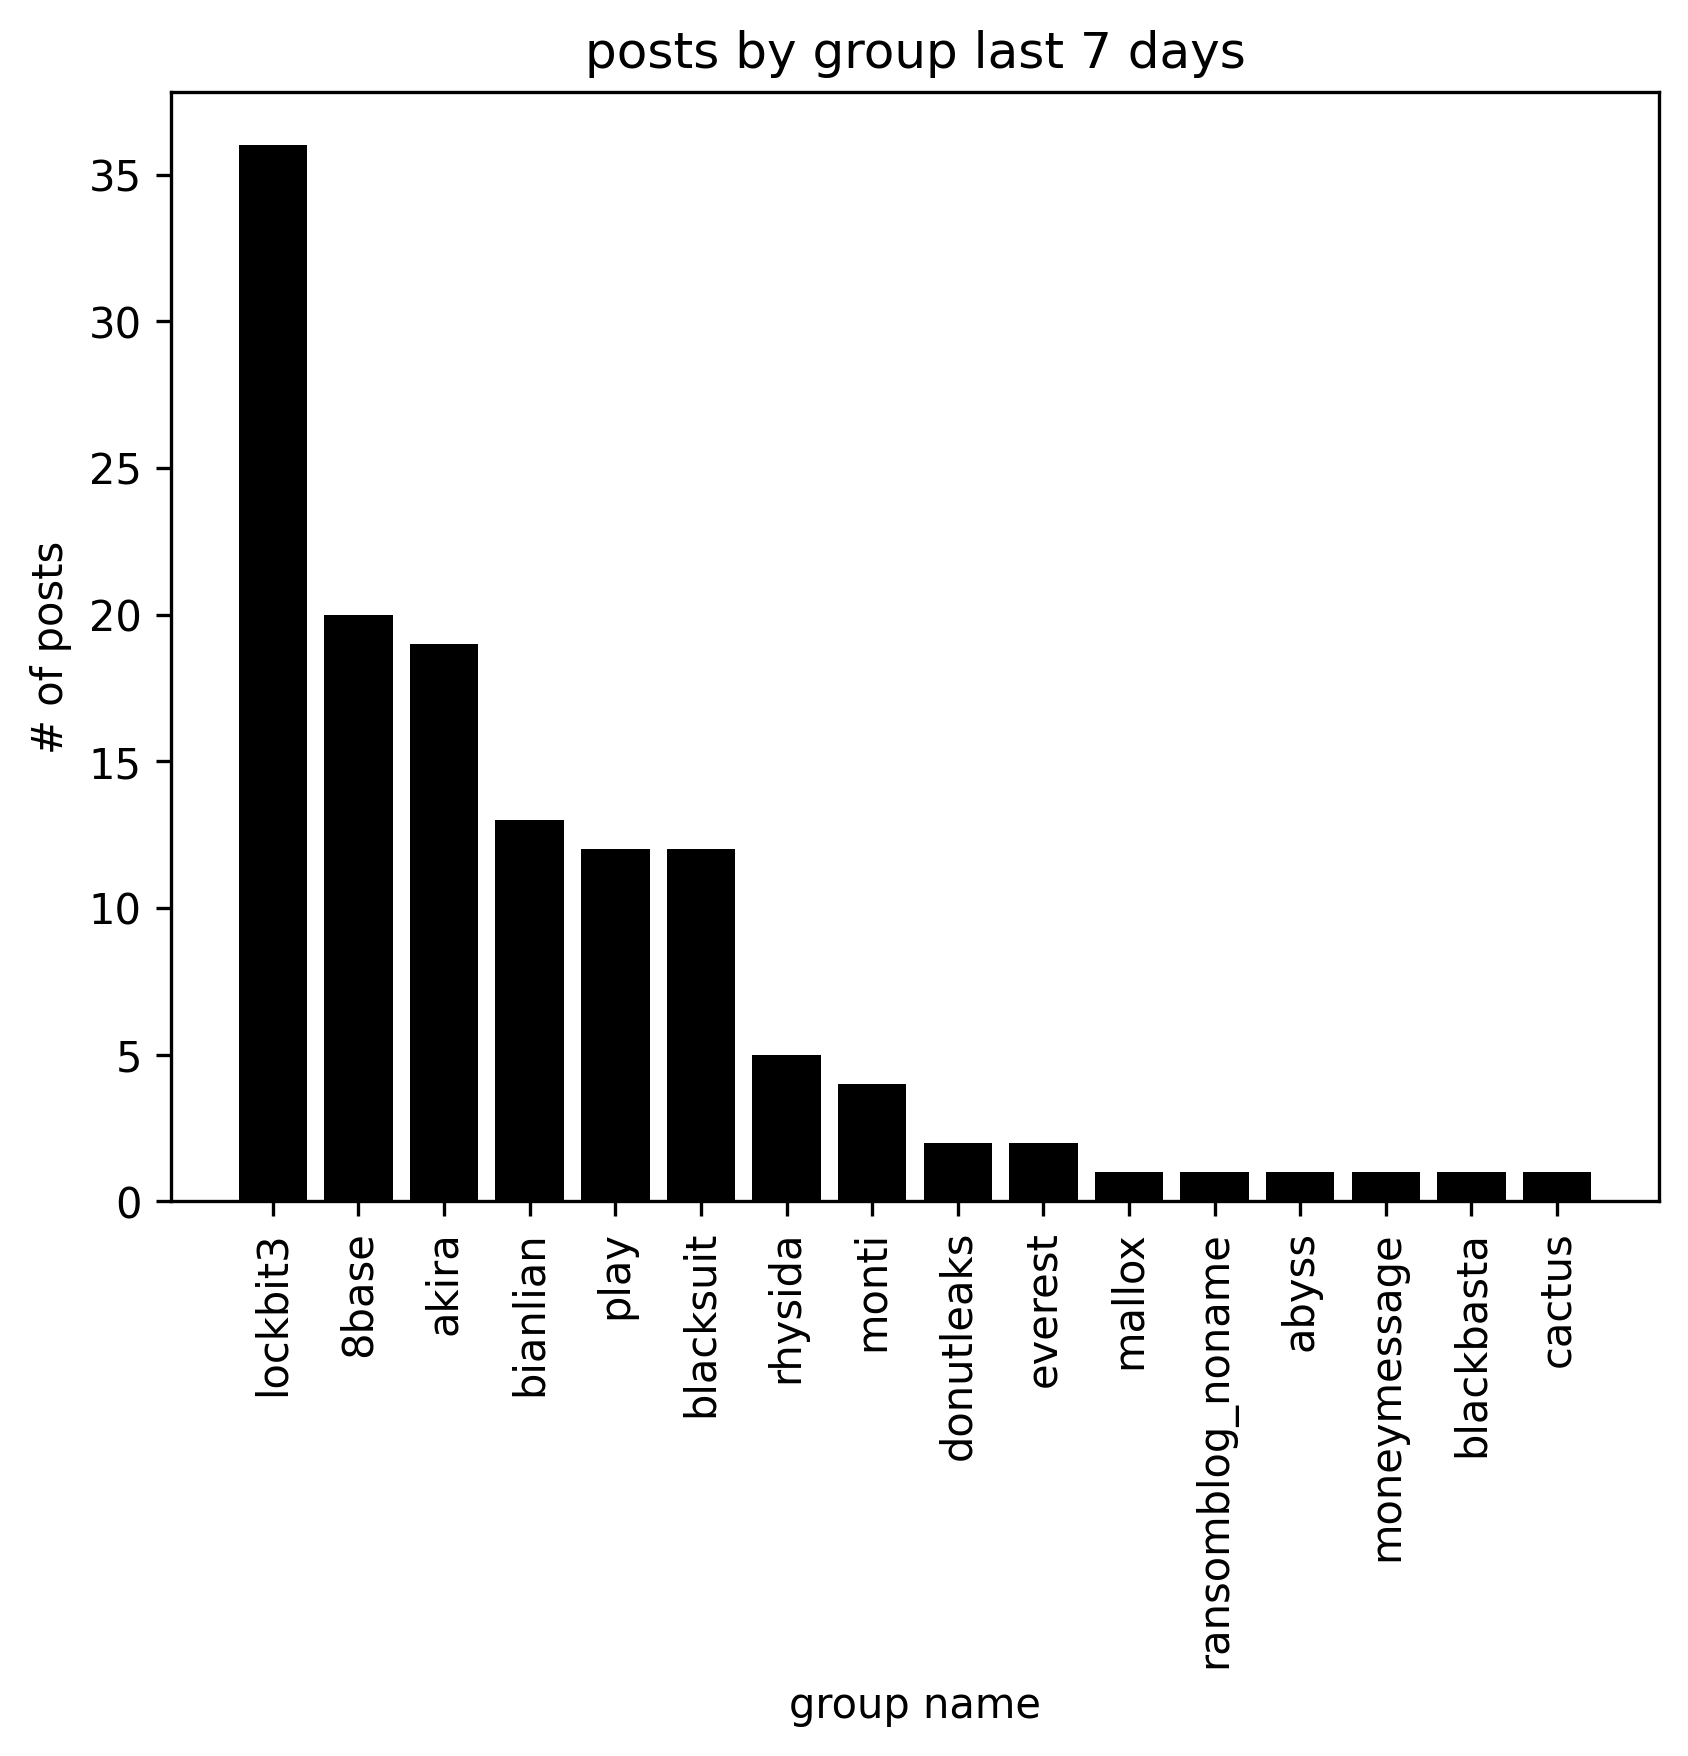 posts by group last 7 days
# of posts
35
30
25
20
15
10
5
0
lockbit3
8base
akira
bianlian
play
blacksuit
rhysida
monti
donutleaks
everest
mallox
ransomblog_noname
abyss
moneymessage
blackbasta
cactus
group name